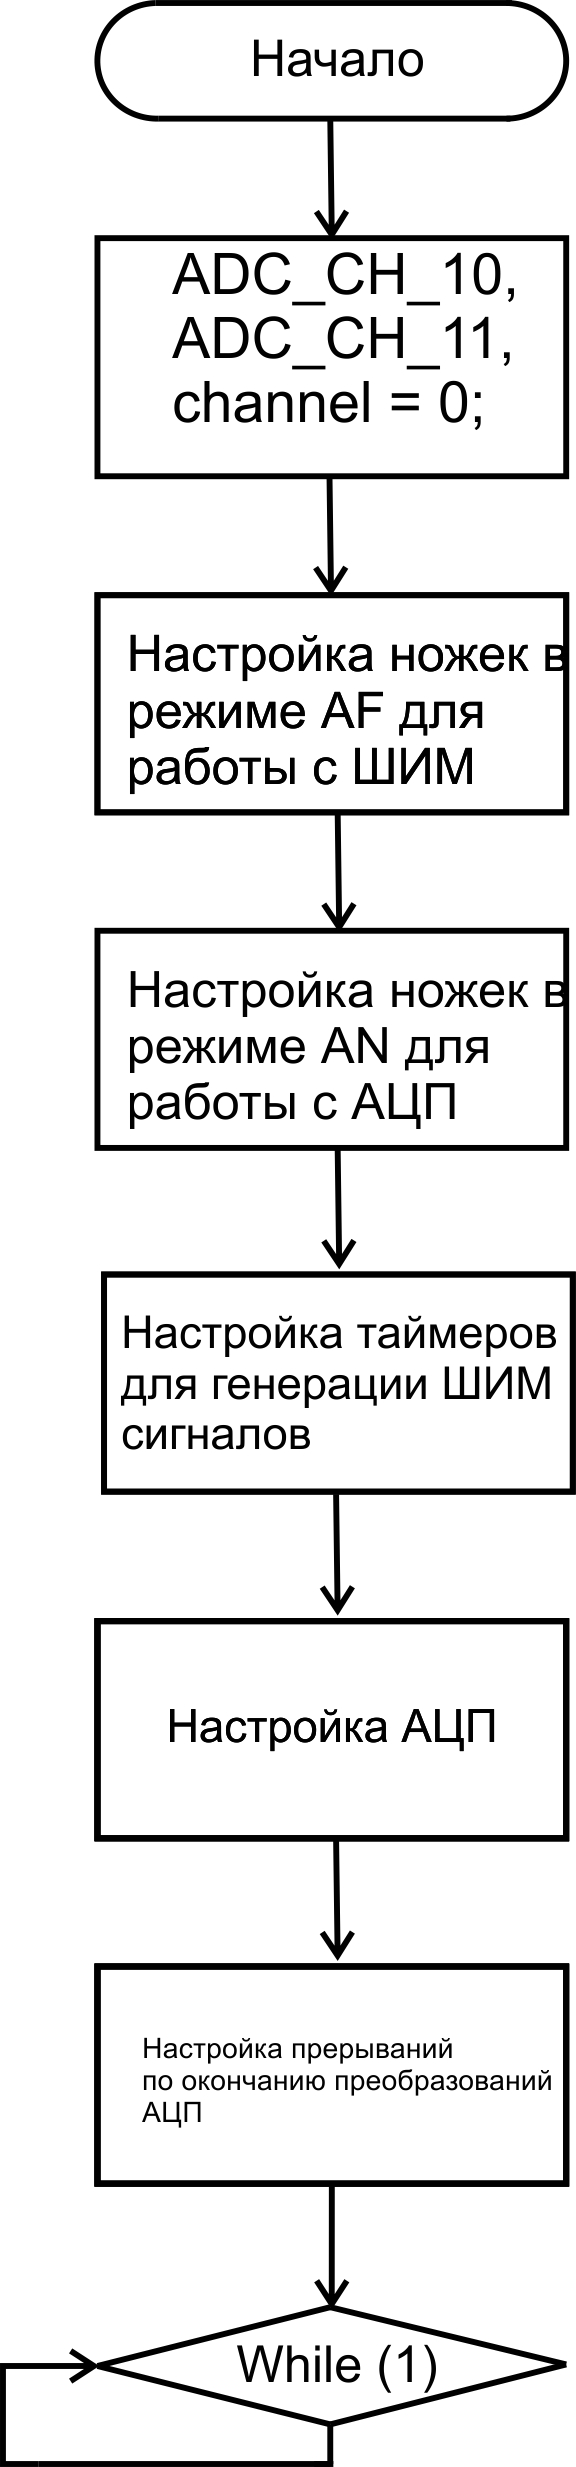 Начало
ADC_CH_10,
ADC_CH_11,
channel = 0;
Настройка ножек в
режиме AF для
работы с ШИМ
Настройка ножек в
режиме AN для
работы с АЦП
Настройка таймеров
для генерации ШИМ
сигналов
Настройка АЦП
Настройка прерываний
по окончанию преобразований
АЦП
While (1)